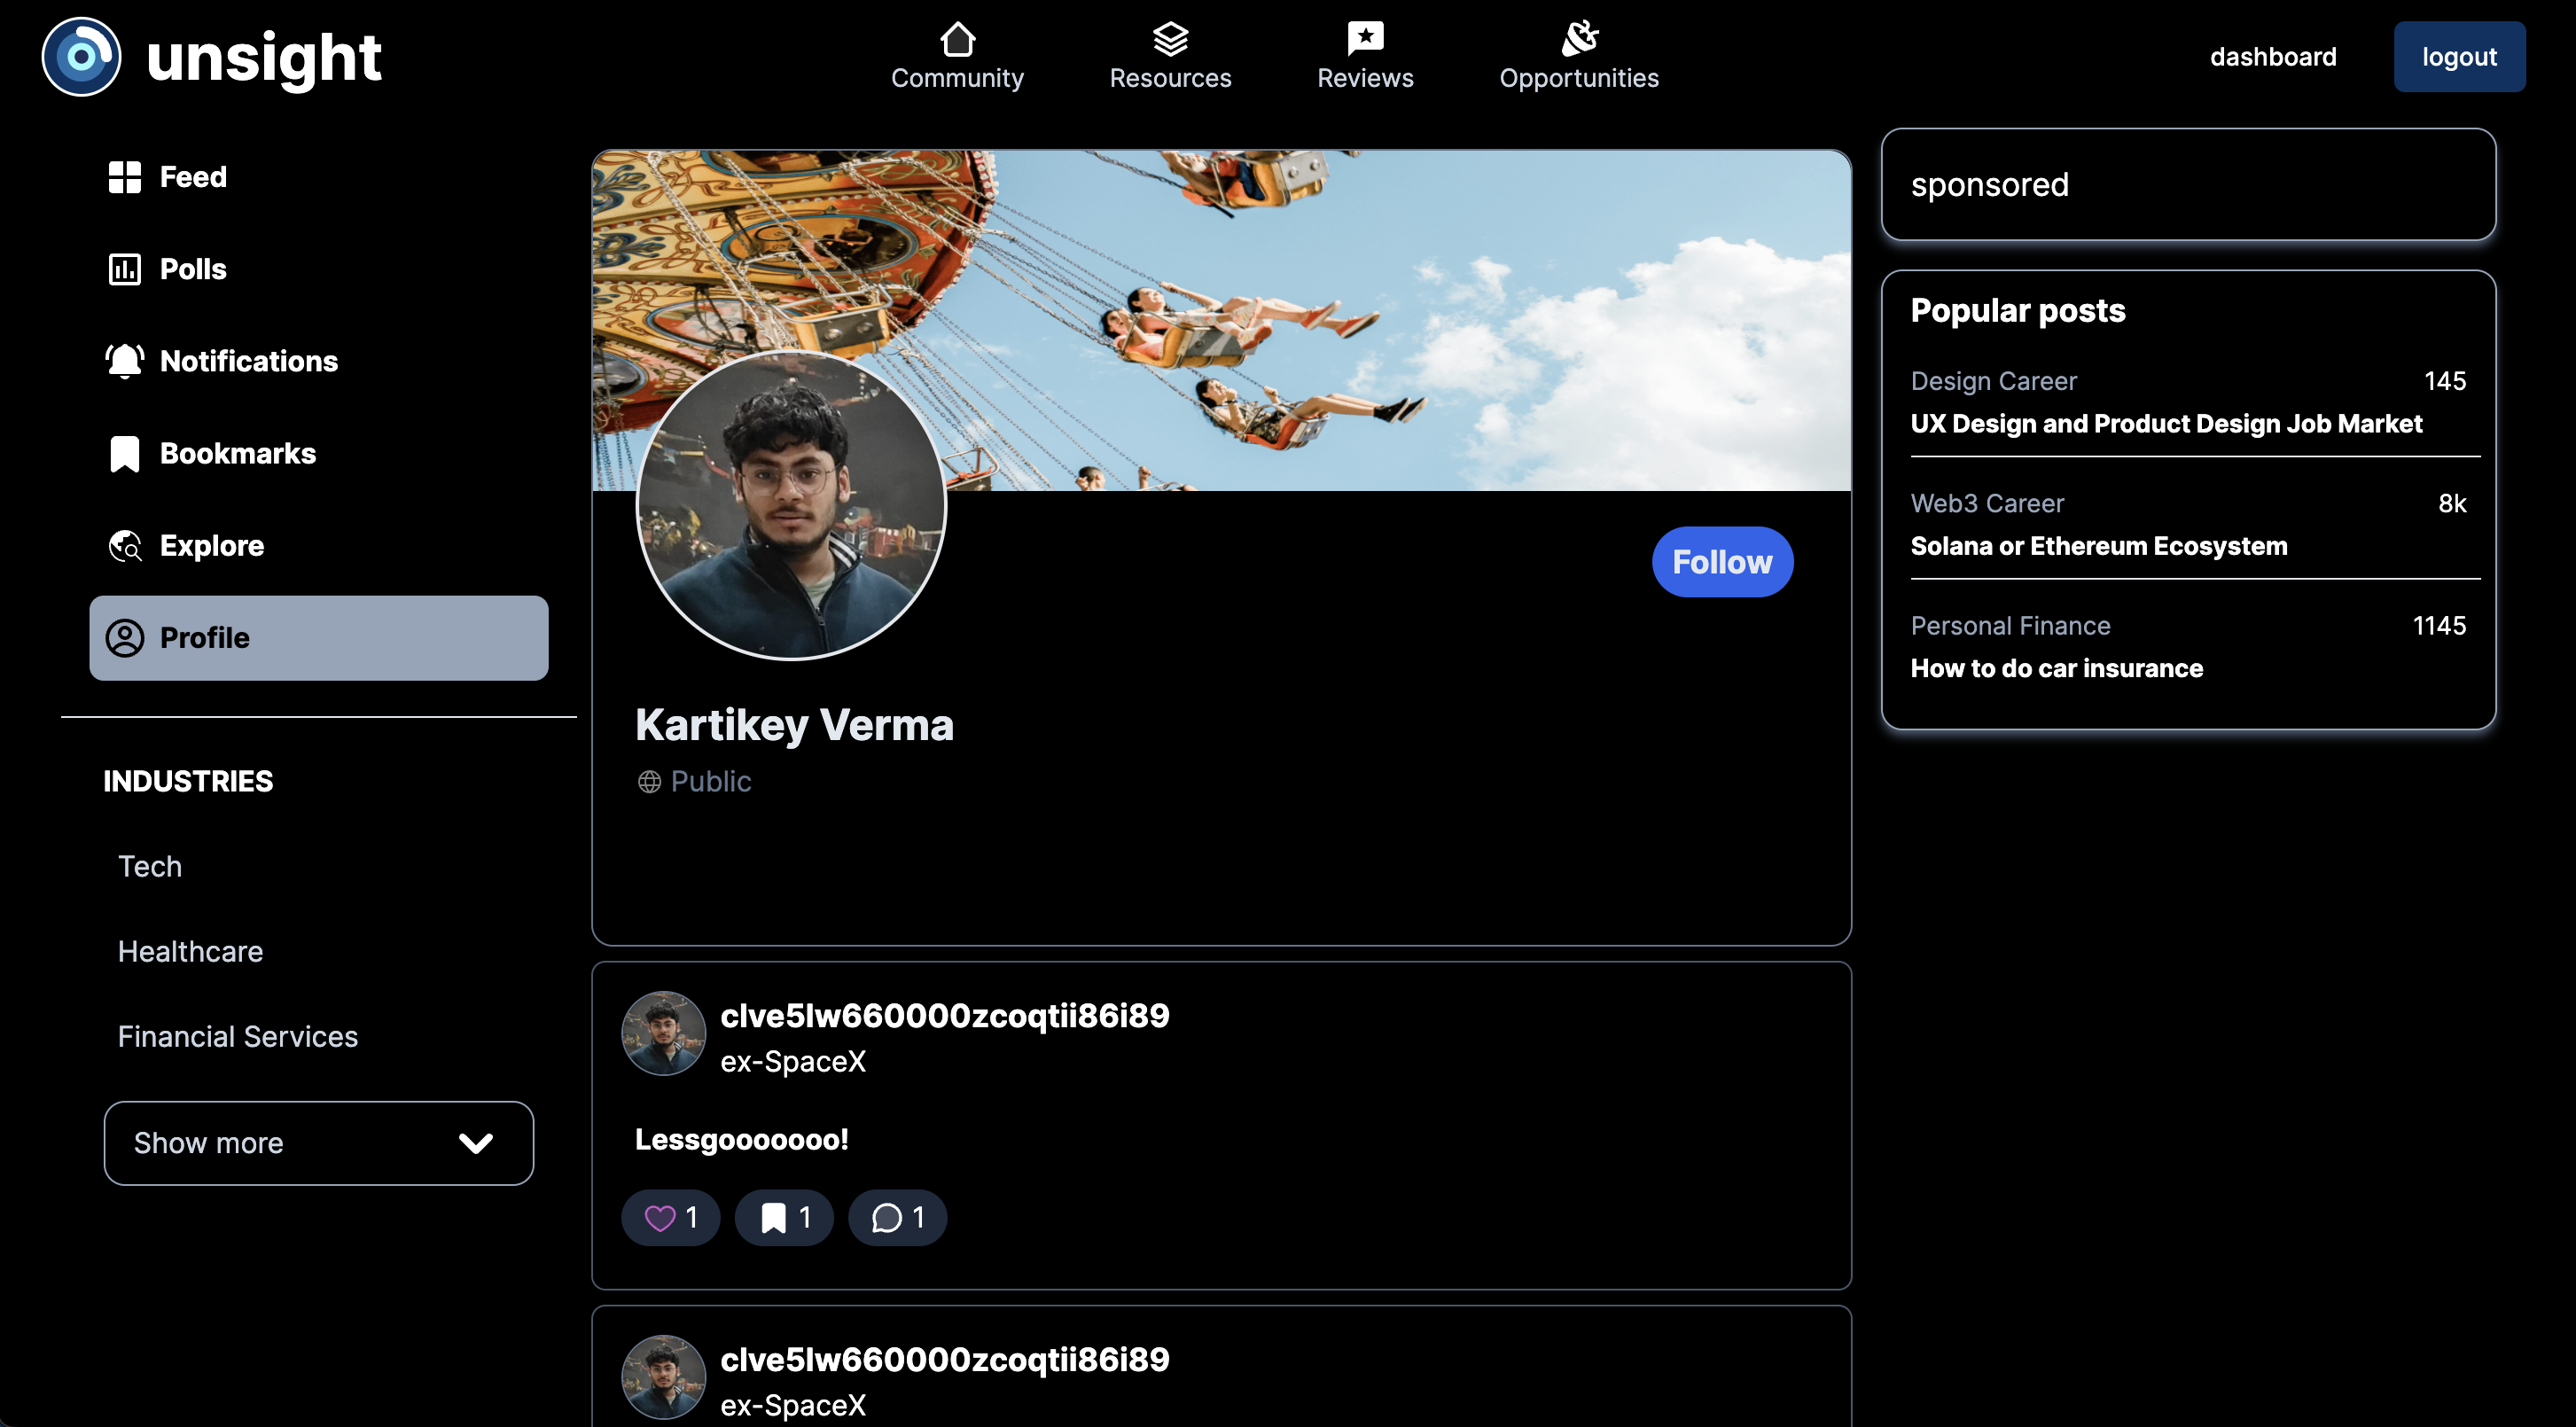 unsight
Community
Resources
Reviews
Opportunities
dashboard
logout
Feed
Polls
Notifications
Bookmarks
Explore
Profile
INDUSTRIES
Tech
Healthcare
Financial Services
Show more
Follow
Kartikey Verma
Public
clve5lw660000zcoqtii86i89
ex-SpaceX
Lessgooooooo!
1
1
1
clve5lw660000zcoqtii86i89
ex-SpaceX
sponsored
Popular posts
Design Career 145
UX Design and Product Design Job Market
Web3 Career 8k
Solana or Ethereum Ecosystem
Personal Finance 1145
How to do car insurance